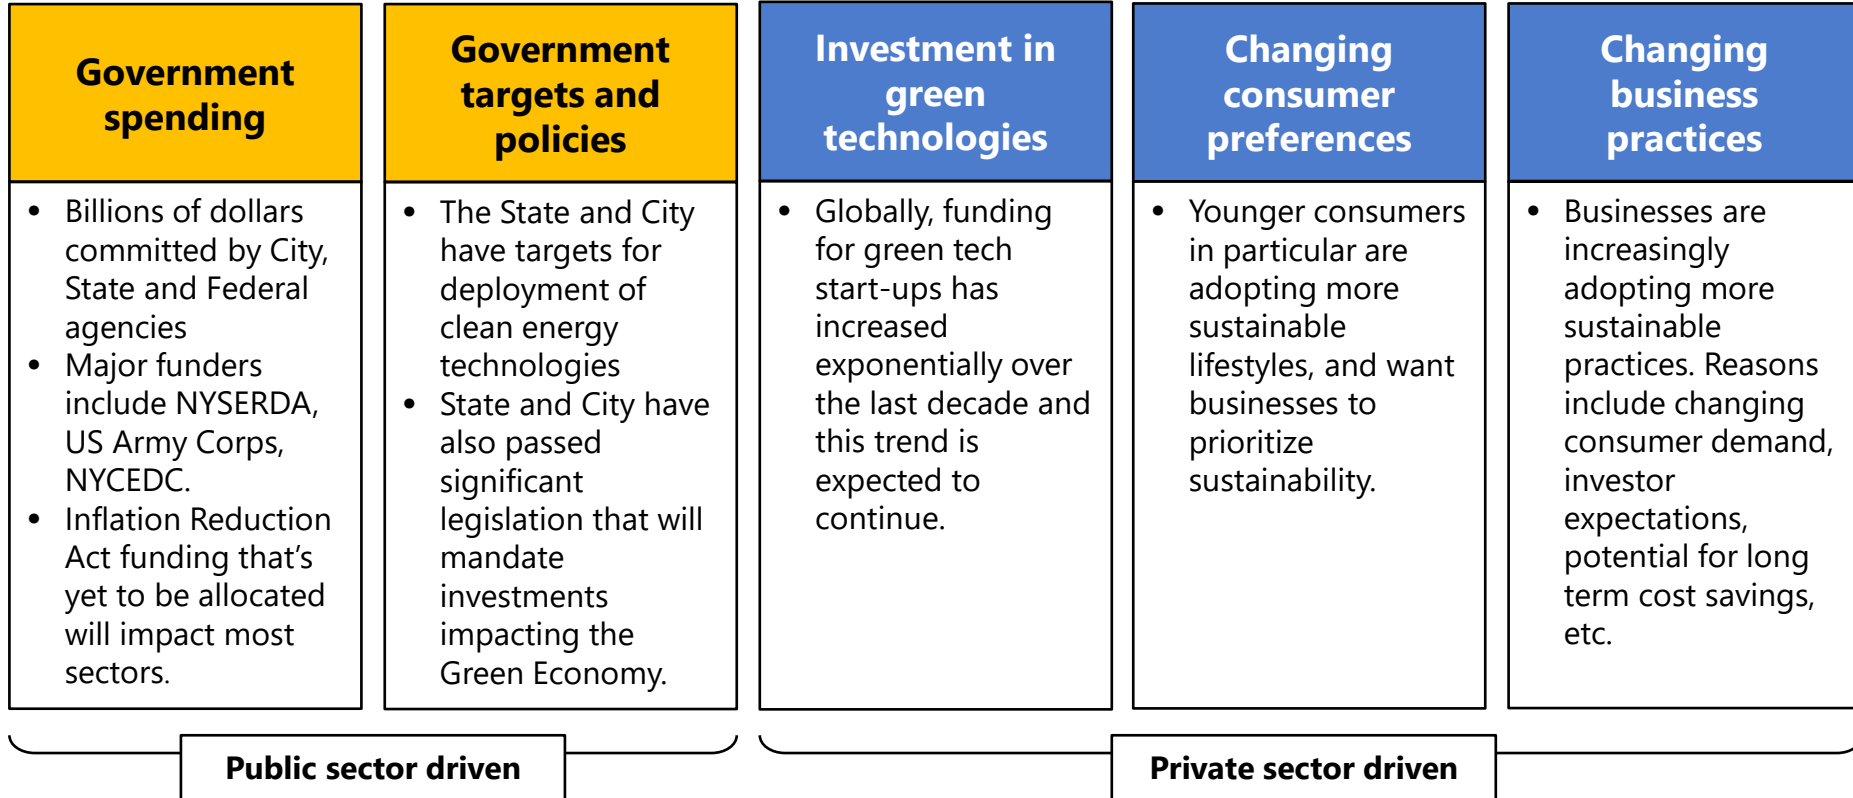 Government
spending
• Billions of dollars
committed by City,
State and Federal
agencies
• Major funders
include NYSERDA,
US Army Corps,
NYCEDC.
• Inflation Reduction
Act funding that’s
yet to be allocated
will impact most
sectors.
Government
targets and
policies
• The State and City
have targets for
deployment of
clean energy
technologies
• State and City have
also passed
significant
legislation that will
mandate
investments
impacting the
Green Economy.
Investment in
green
technologies
• Globally, funding
for green tech
start-ups has
increased
exponentially over
the last decade and
this trend is
expected to
continue.
Changing
consumer
preferences
• Younger consumers
in particular are
adopting more
sustainable
lifestyles, and want
businesses to
prioritize
sustainability.
Changing
business
practices
• Businesses are
increasingly
adopting more
sustainable
practices. Reasons
include changing
consumer demand,
investor
expectations,
potential for long
term cost savings,
etc.
Public sector driven
Private sector driven